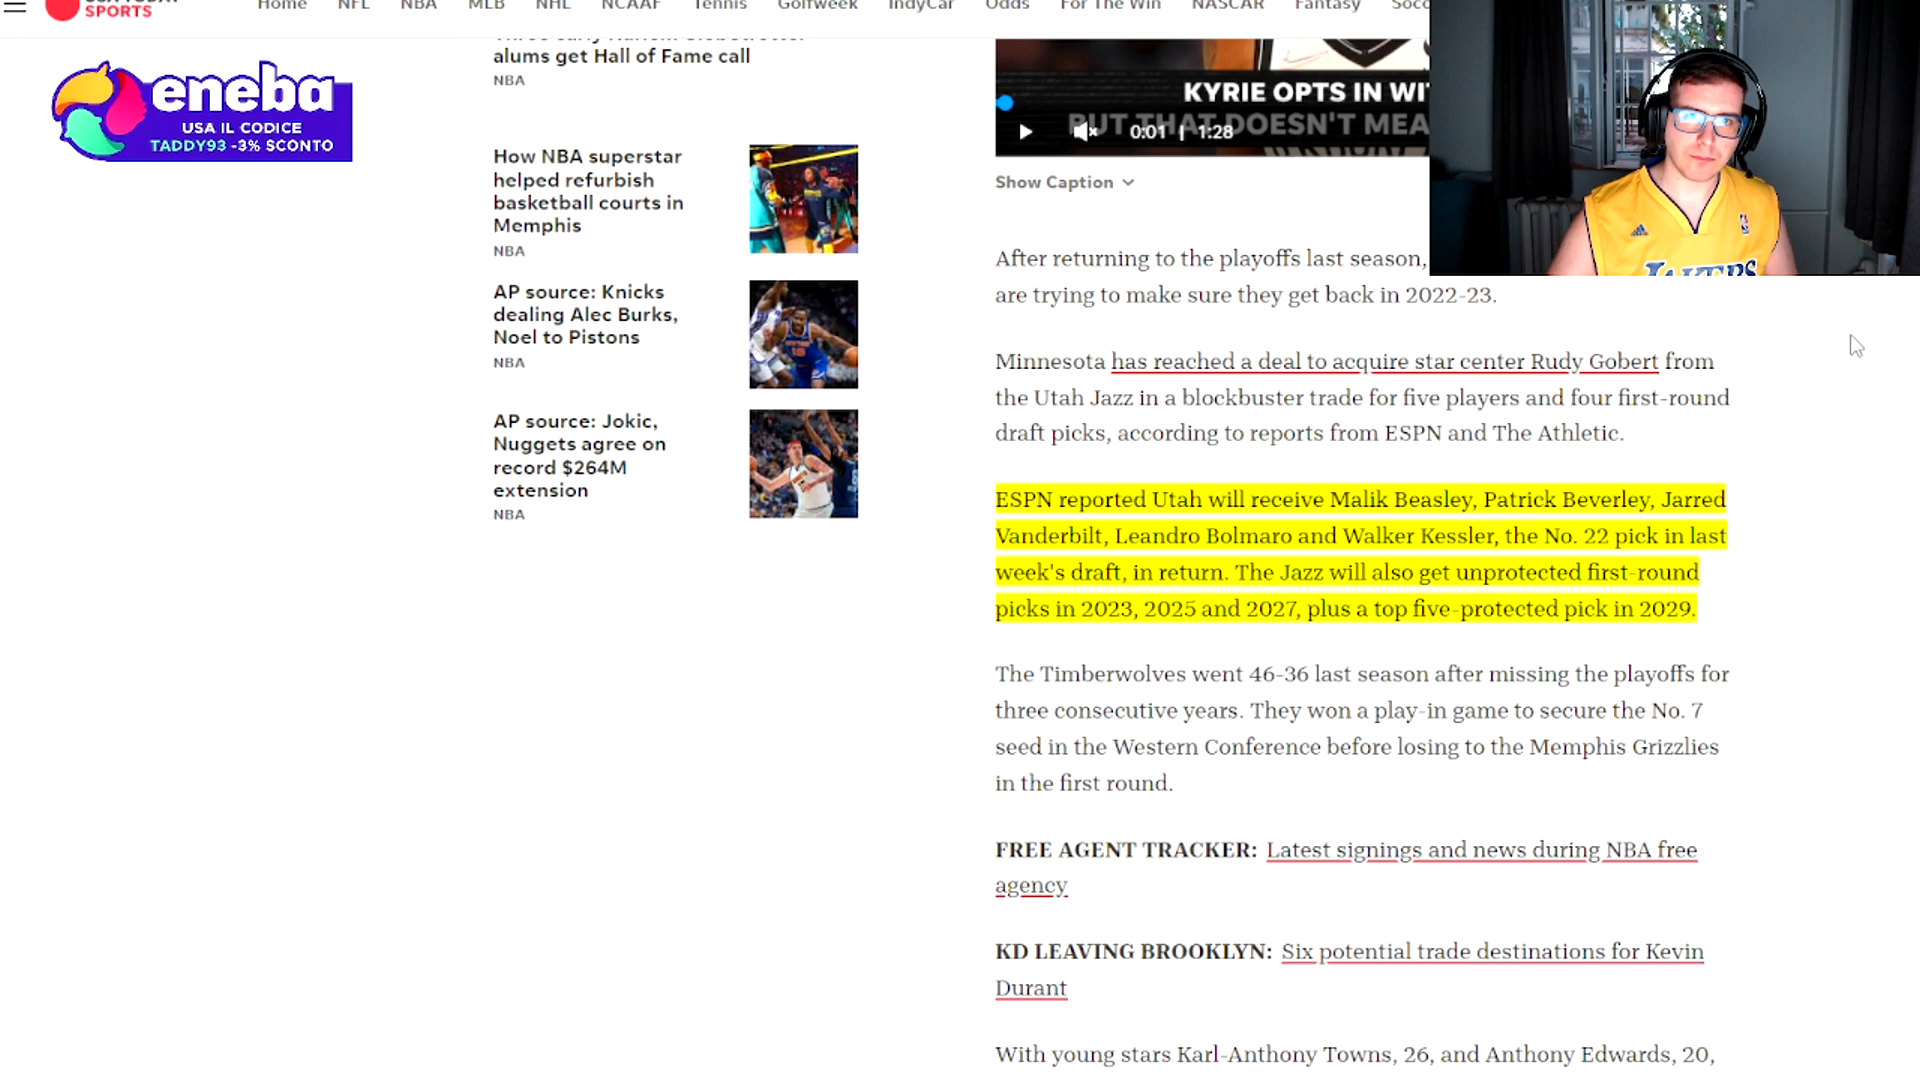 SPORTS
Home NFL NBA MLB NHL NCAAF Tennis Golfweek IndyCar Odds For The Win NASCAR Fantasy
eneba
USA IL CODICE
TADDY93 -3% SCONTO
alums get Hall of Fame call
NBA
How NBA superstar
helped refurbish
basketball courts in
Memphis
NBA
AP source: Knicks
dealing Alec Burks,
Noel to Pistons
NBA
AP source: Jokic,
Nuggets agree on
record $264M
extension
NBA
KYRIE OPTS IN WI
BUT THAT DOESN'T MEA
0:01 | 1:28
Show Caption
After returning to the playoffs last season,
are trying to make sure they get back in 2022-23.
Minnesota has reached a deal to acquire star center Rudy Gobert from
the Utah Jazz in a blockbuster trade for five players and four first-round
draft picks, according to reports from ESPN and The Athletic.
ESPN reported Utah will receive Malik Beasley, Patrick Beverley, Jarred
Vanderbilt, Leandro Bolmaro and Walker Kessler, the No. 22 pick in last
week's draft, in return. The Jazz will also get unprotected first-round
picks in 2023, 2025 and 2027, plus a top five-protected pick in 2029.
The Timberwolves went 46-36 last season after missing the playoffs for
three consecutive years. They won a play-in game to secure the No. 7
seed in the Western Conference before losing to the Memphis Grizzlies
in the first round.
FREE AGENT TRACKER: Latest signings and news during NBA free
agency
KD LEAVING BROOKLYN: Six potential trade destinations for Kevin
Durant
With young stars Karl-Anthony Towns, 26, and Anthony Edwards, 20,
LAKERS